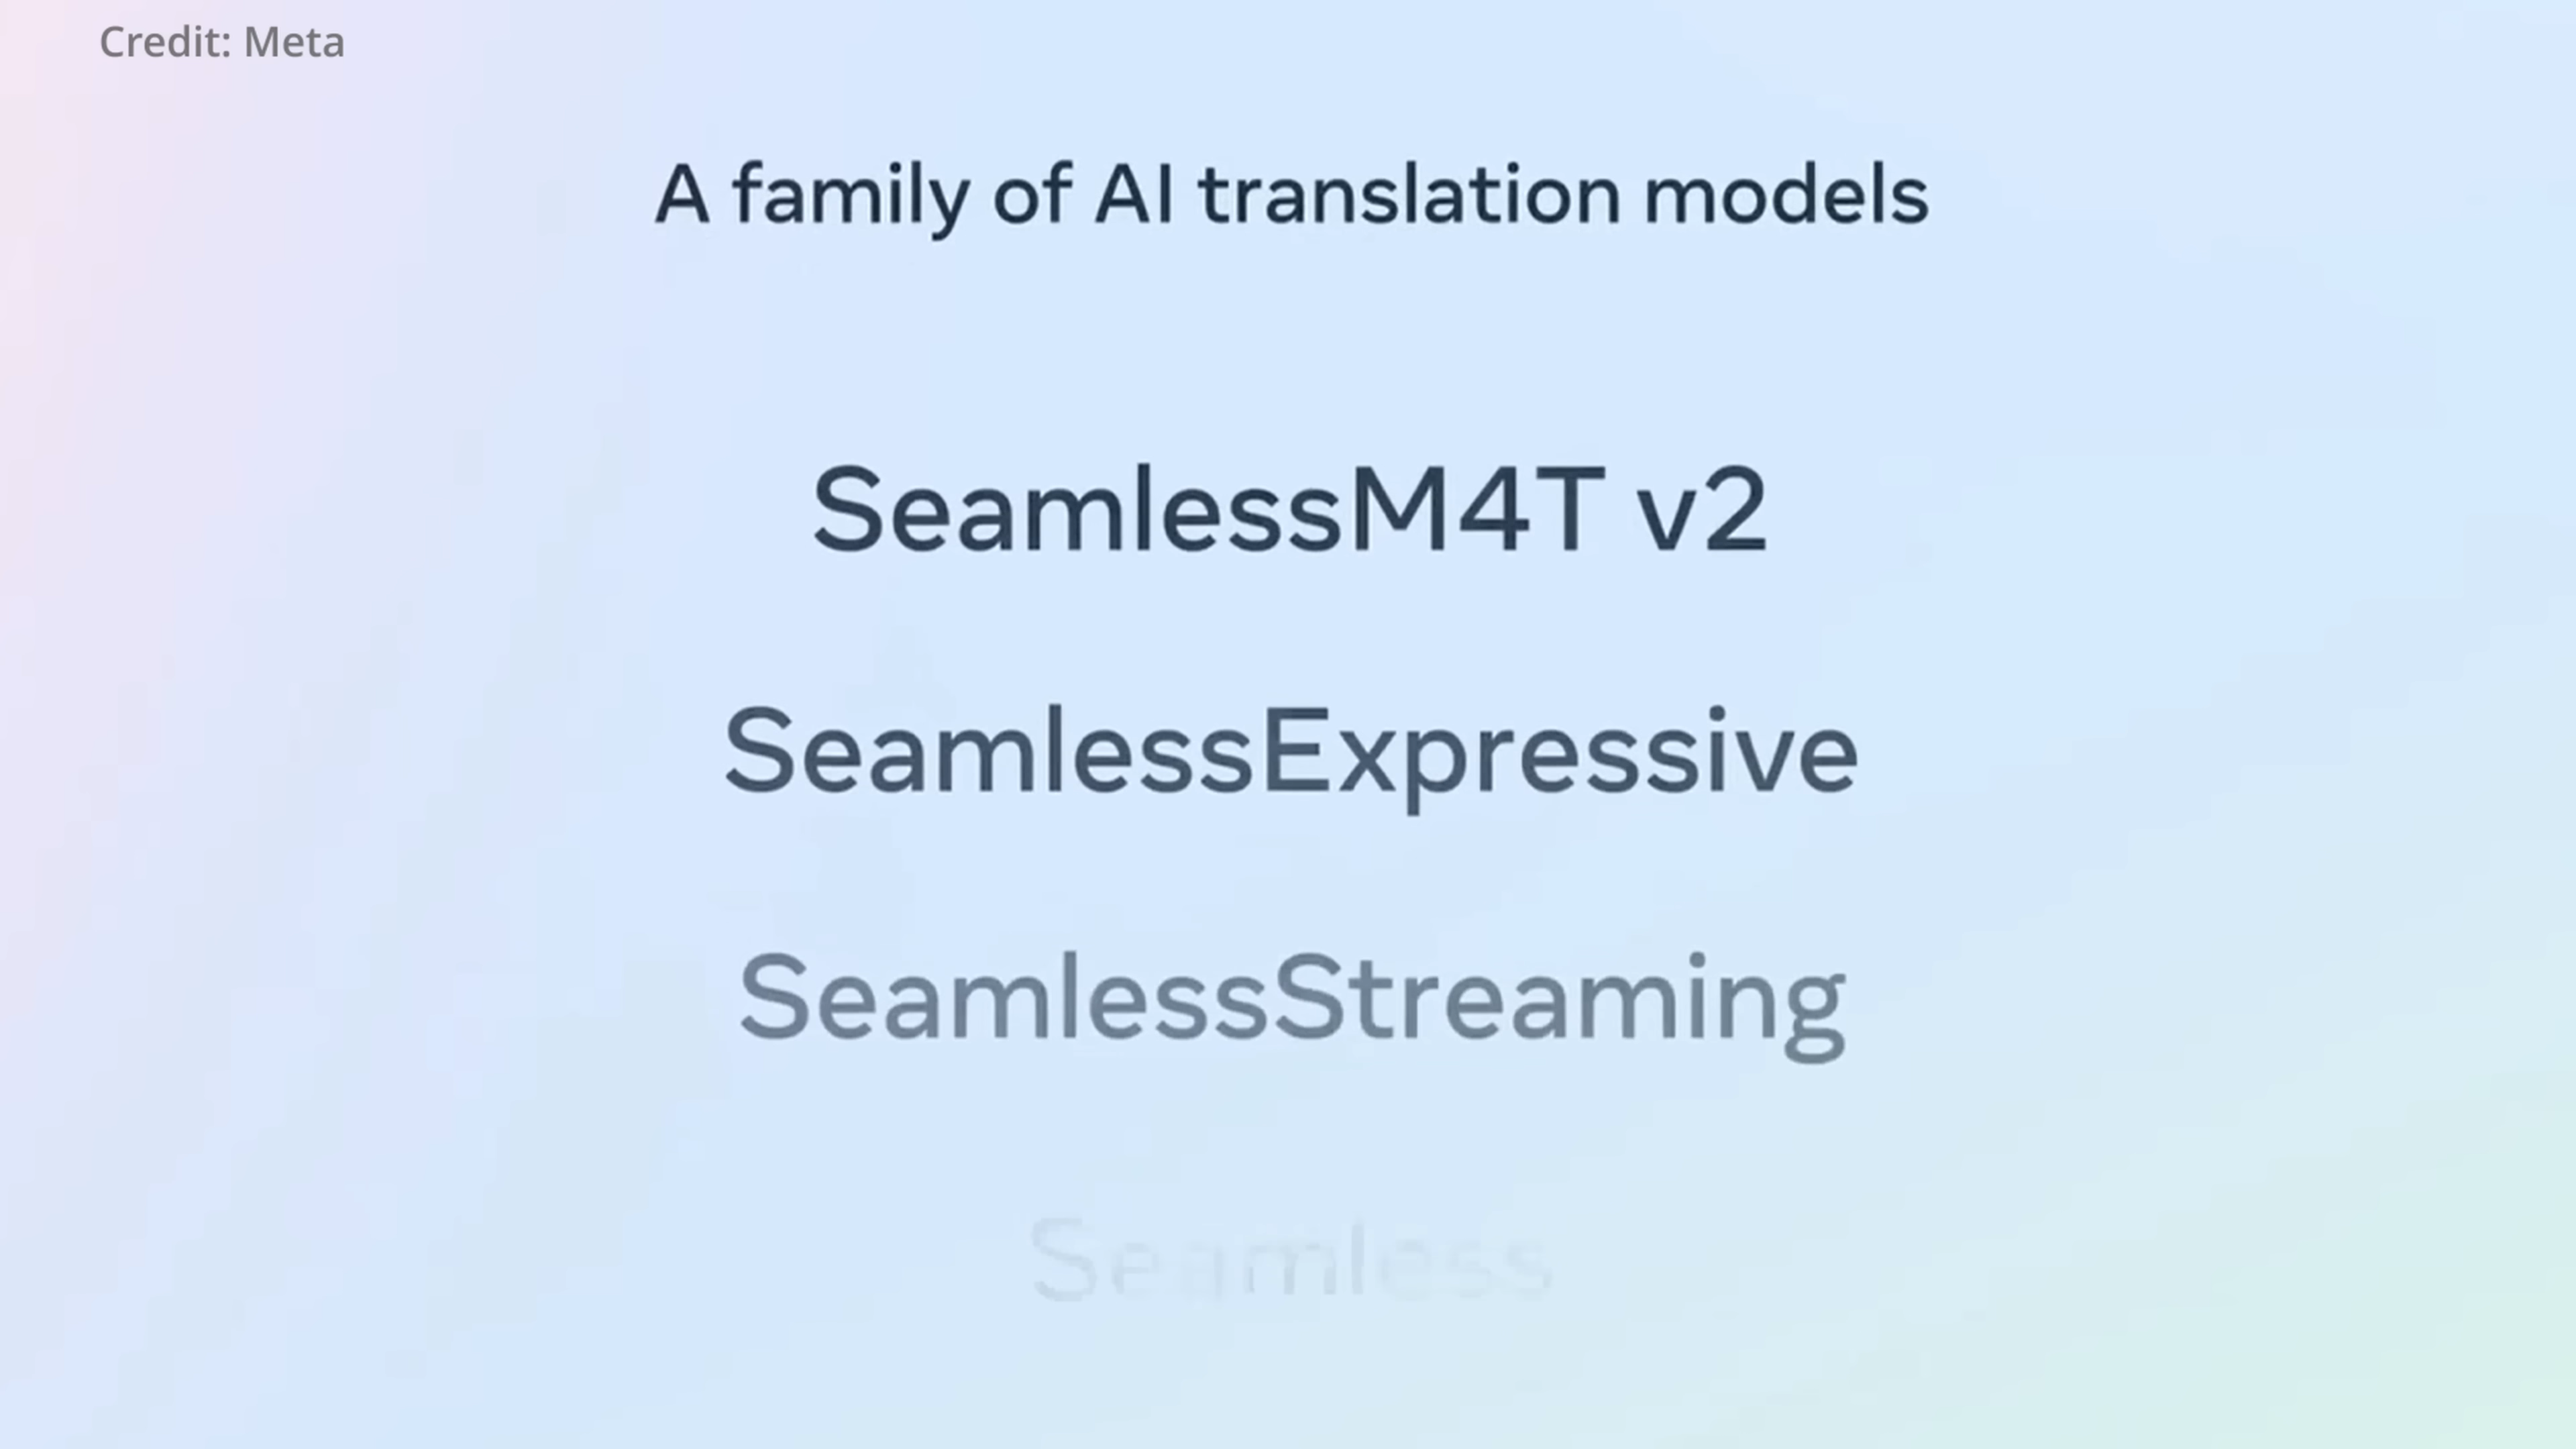 Credit: Meta
A family of AI translation models
SeamlessM4T v2
SeamlessExpressive
SeamlessStreaming
Seamless